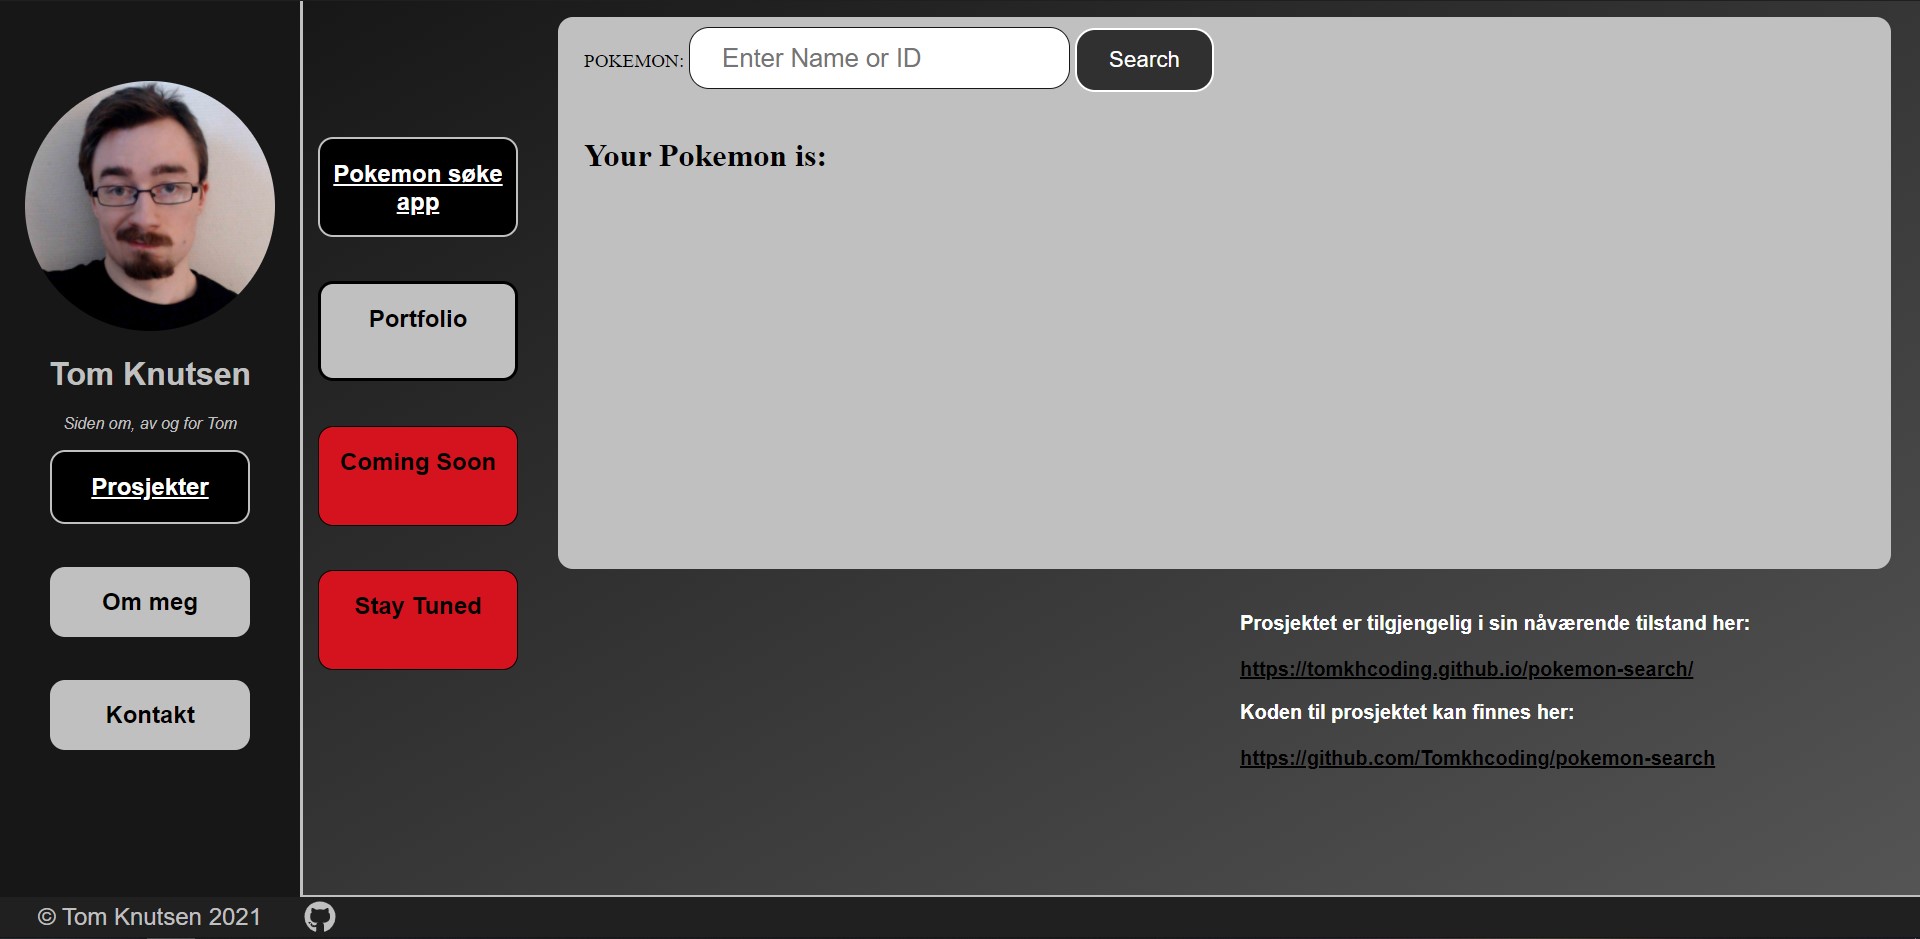 Tom Knutsen
Siden om, av og for Tom
Prosjekter
Om meg
Kontakt
Pokemon søke
app
Portfolio
Coming Soon
Stay Tuned
POKEMON: Enter Name or ID Search
Your Pokemon is:
Prosjektet er tilgjengelig i sin nåværende tilstand her:
https://tomkhcoding.github.io/pokemon-search/
Koden til prosjektet kan finnes her:
https://github.com/Tomkhcoding/pokemon-search
© Tom Knutsen 2021